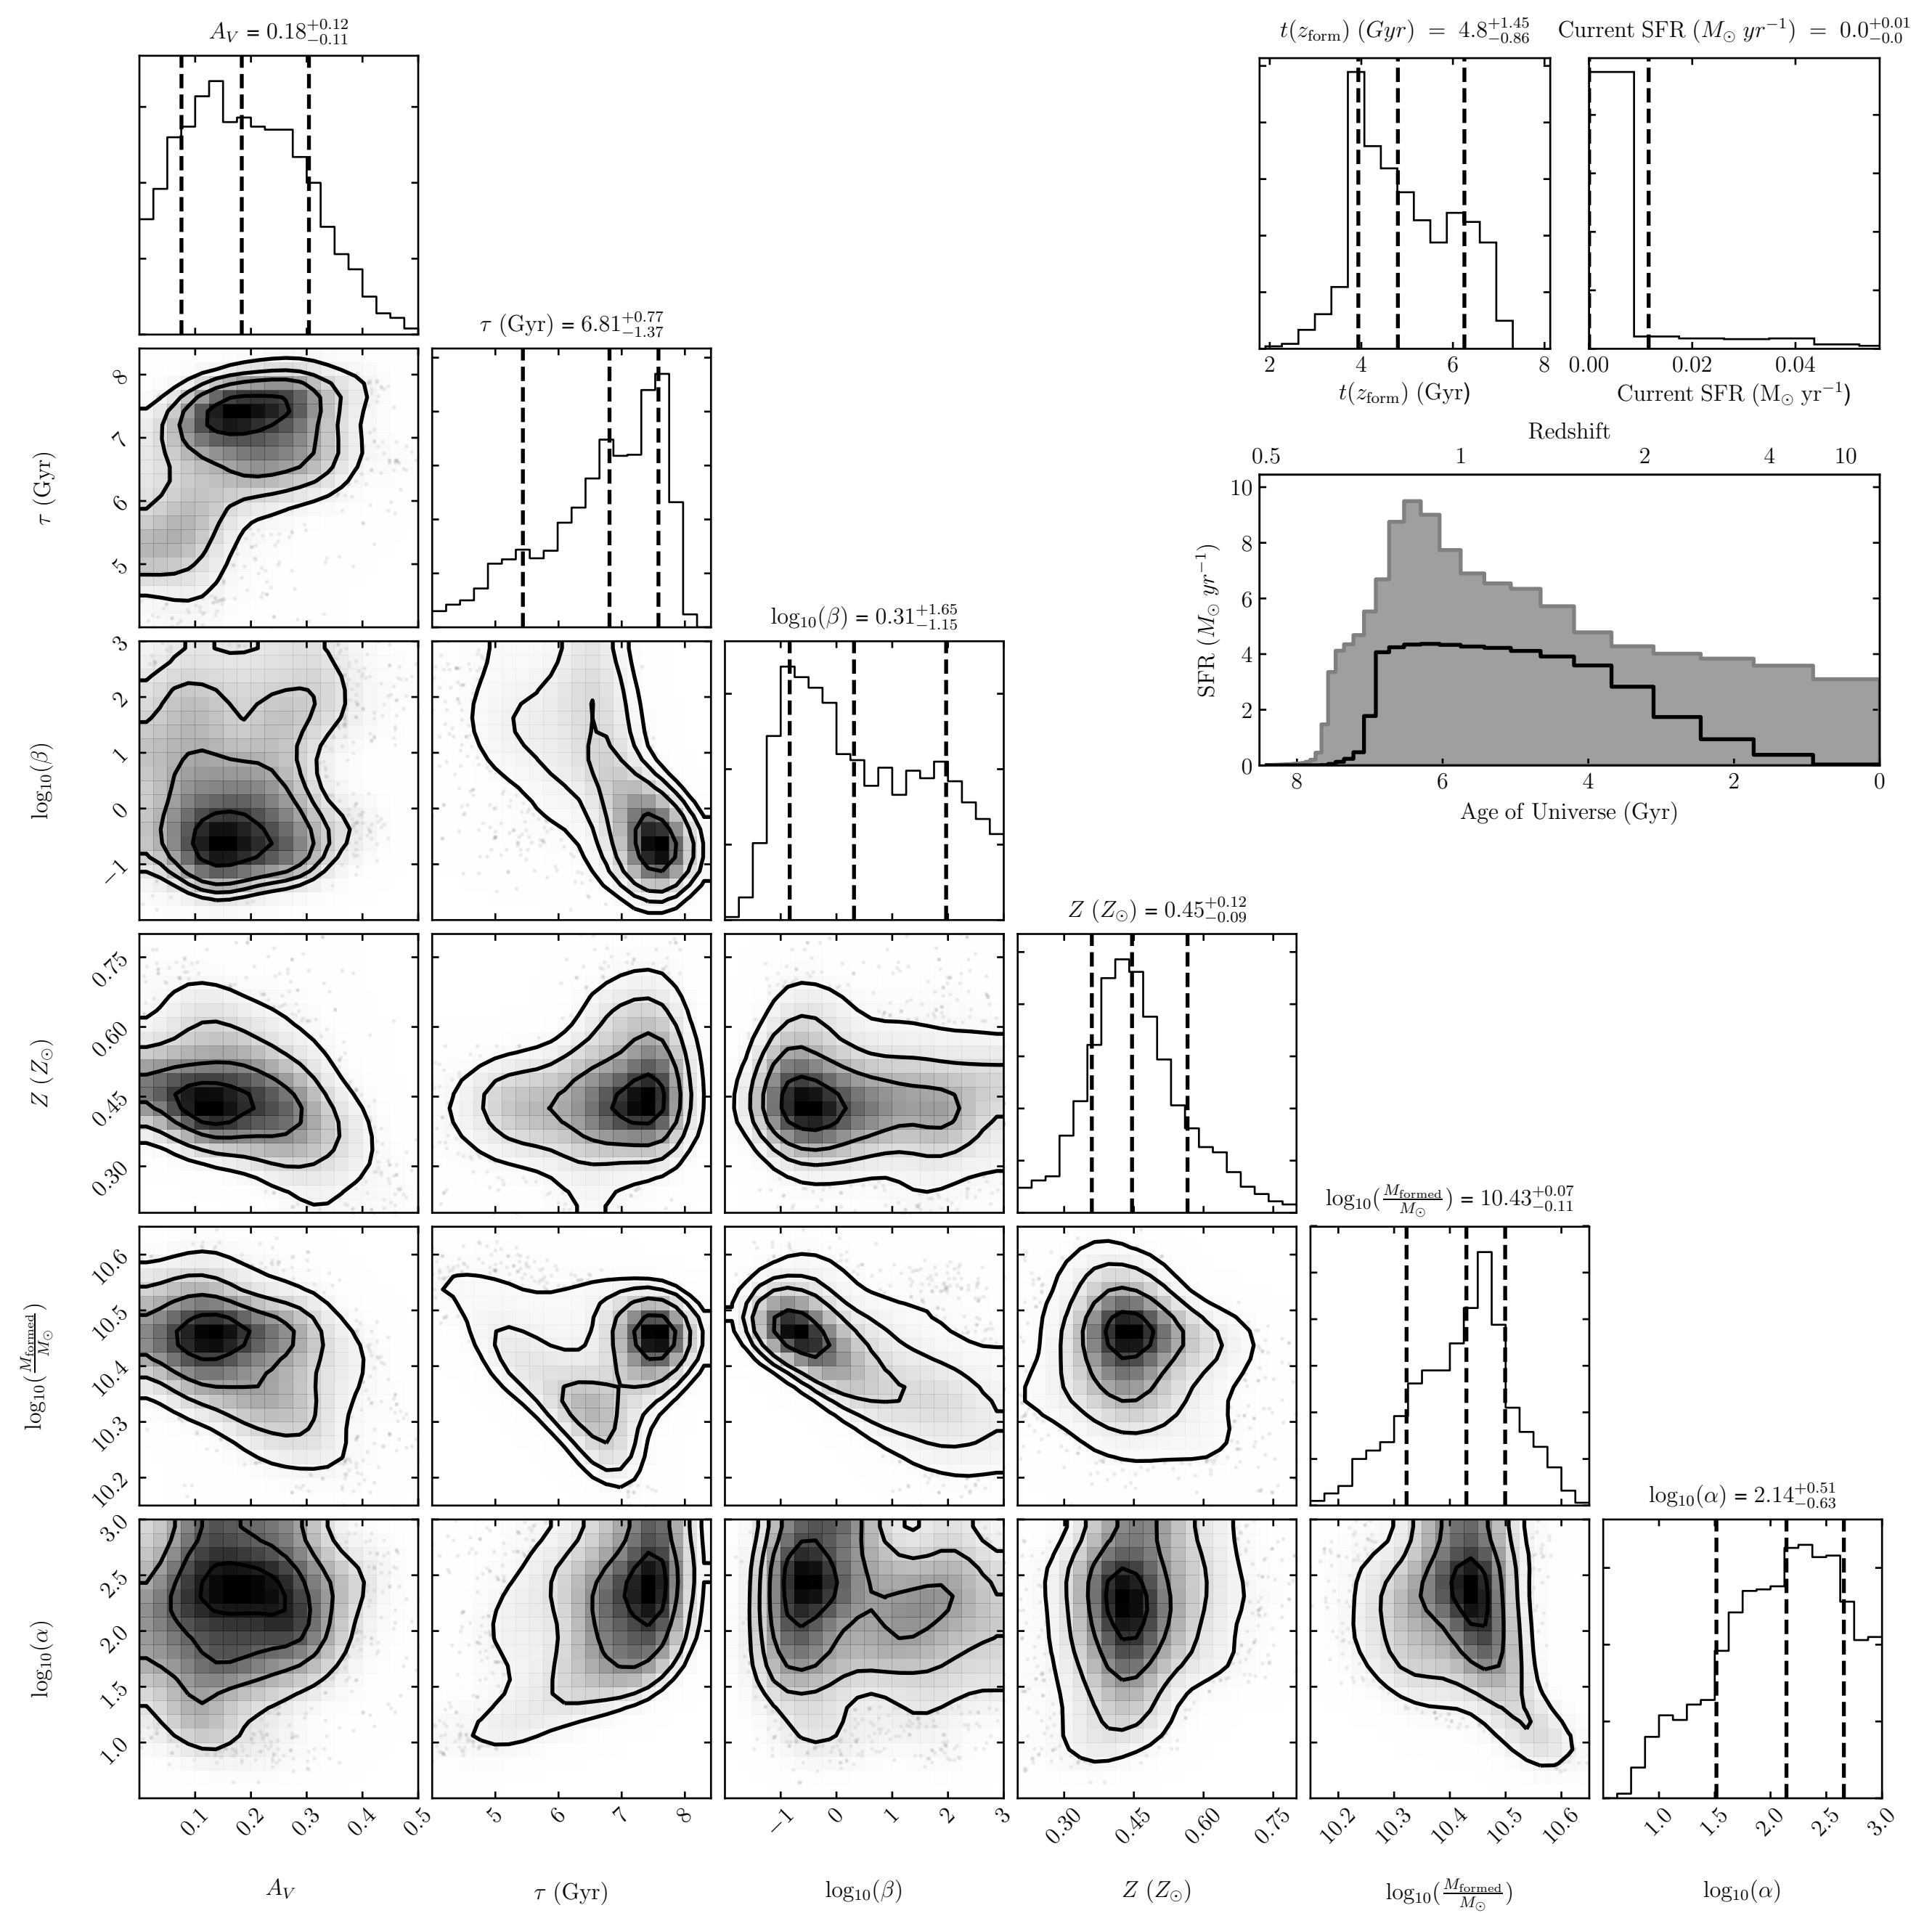 A_V = 0.18^{+0.12}_{-0.11}
t(z_form) (Gyr) = 4.8^{+1.45}_{-0.86}
Current SFR (M_⊙ yr^{−1}) = 0.0^{+0.01}_{-0.0}
2 4 6 8
t(z_form) (Gyr)
0.00 0.02 0.04
Current SFR (M_⊙ yr^{−1})
τ (Gyr) = 6.81^{+0.77}_{-1.37}
8
7
6
5
τ (Gyr)
Redshift
0.5 1 2 4 10
10
8
6
4
2
0
SFR (M_⊙ yr^{−1})
8 6 4 2 0
Age of Universe (Gyr)
log_10(β) = 0.31^{+1.65}_{-1.15}
3
2
1
0
−1
log_10(β)
Z (Z_⊙) = 0.45^{+0.12}_{-0.09}
0.75
0.60
0.45
0.30
Z (Z_⊙)
log_10(M_formed/M_⊙) = 10.43^{+0.07}_{-0.11}
10.6
10.5
10.4
10.3
10.2
log_10(M_formed/M_⊙)
log_10(α) = 2.14^{+0.51}_{-0.63}
3.0
2.5
2.0
1.5
1.0
log_10(α)
0.1 0.2 0.3 0.4 0.5
5 6 7 8
−1 0 1 2 3
0.30 0.45 0.60 0.75
10.2 10.3 10.4 10.5 10.6
1.0 1.5 2.0 2.5 3.0
A_V
τ (Gyr)
log_10(β)
Z (Z_⊙)
log_10(M_formed/M_⊙)
log_10(α)